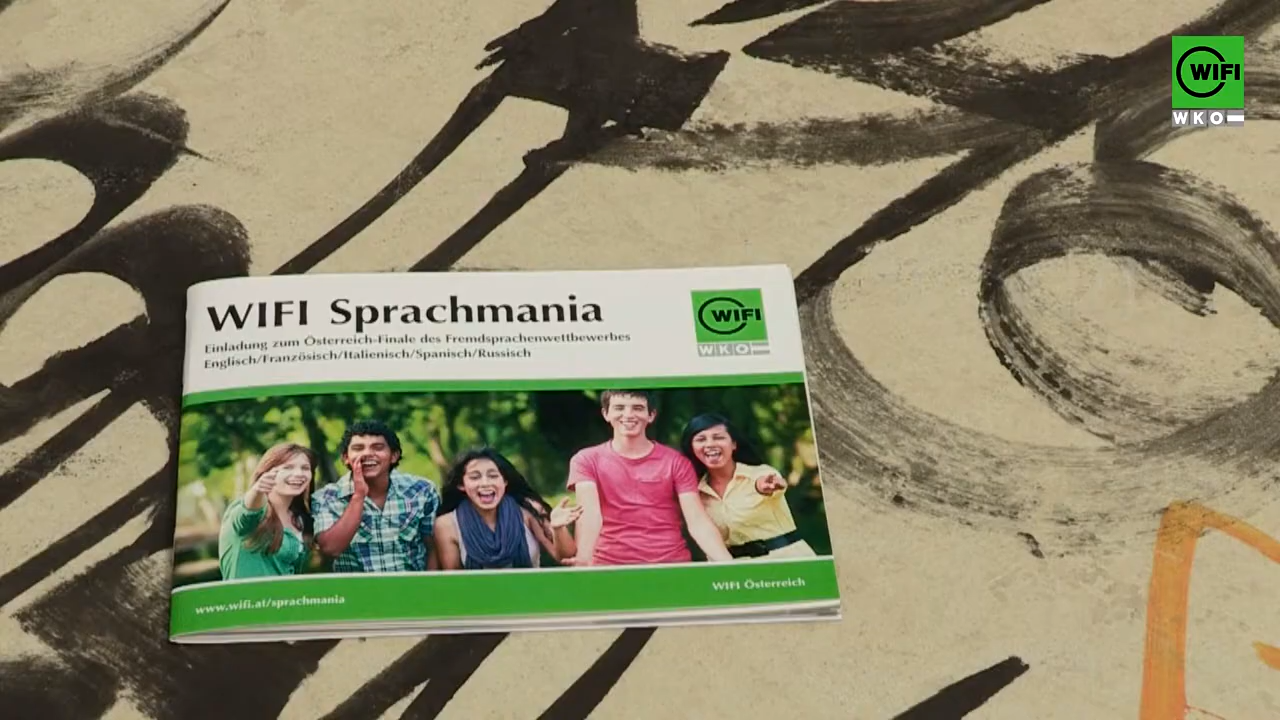 WIFI
WKO
WIFI Sprachmania
Einladung zum Österreich-Finale des Fremdsprachenwettbewerbes
Englisch/Französisch/Italienisch/Spanisch/Russisch
WIFI
WKO
www.wifi.at/sprachmania
WIFI Österreich